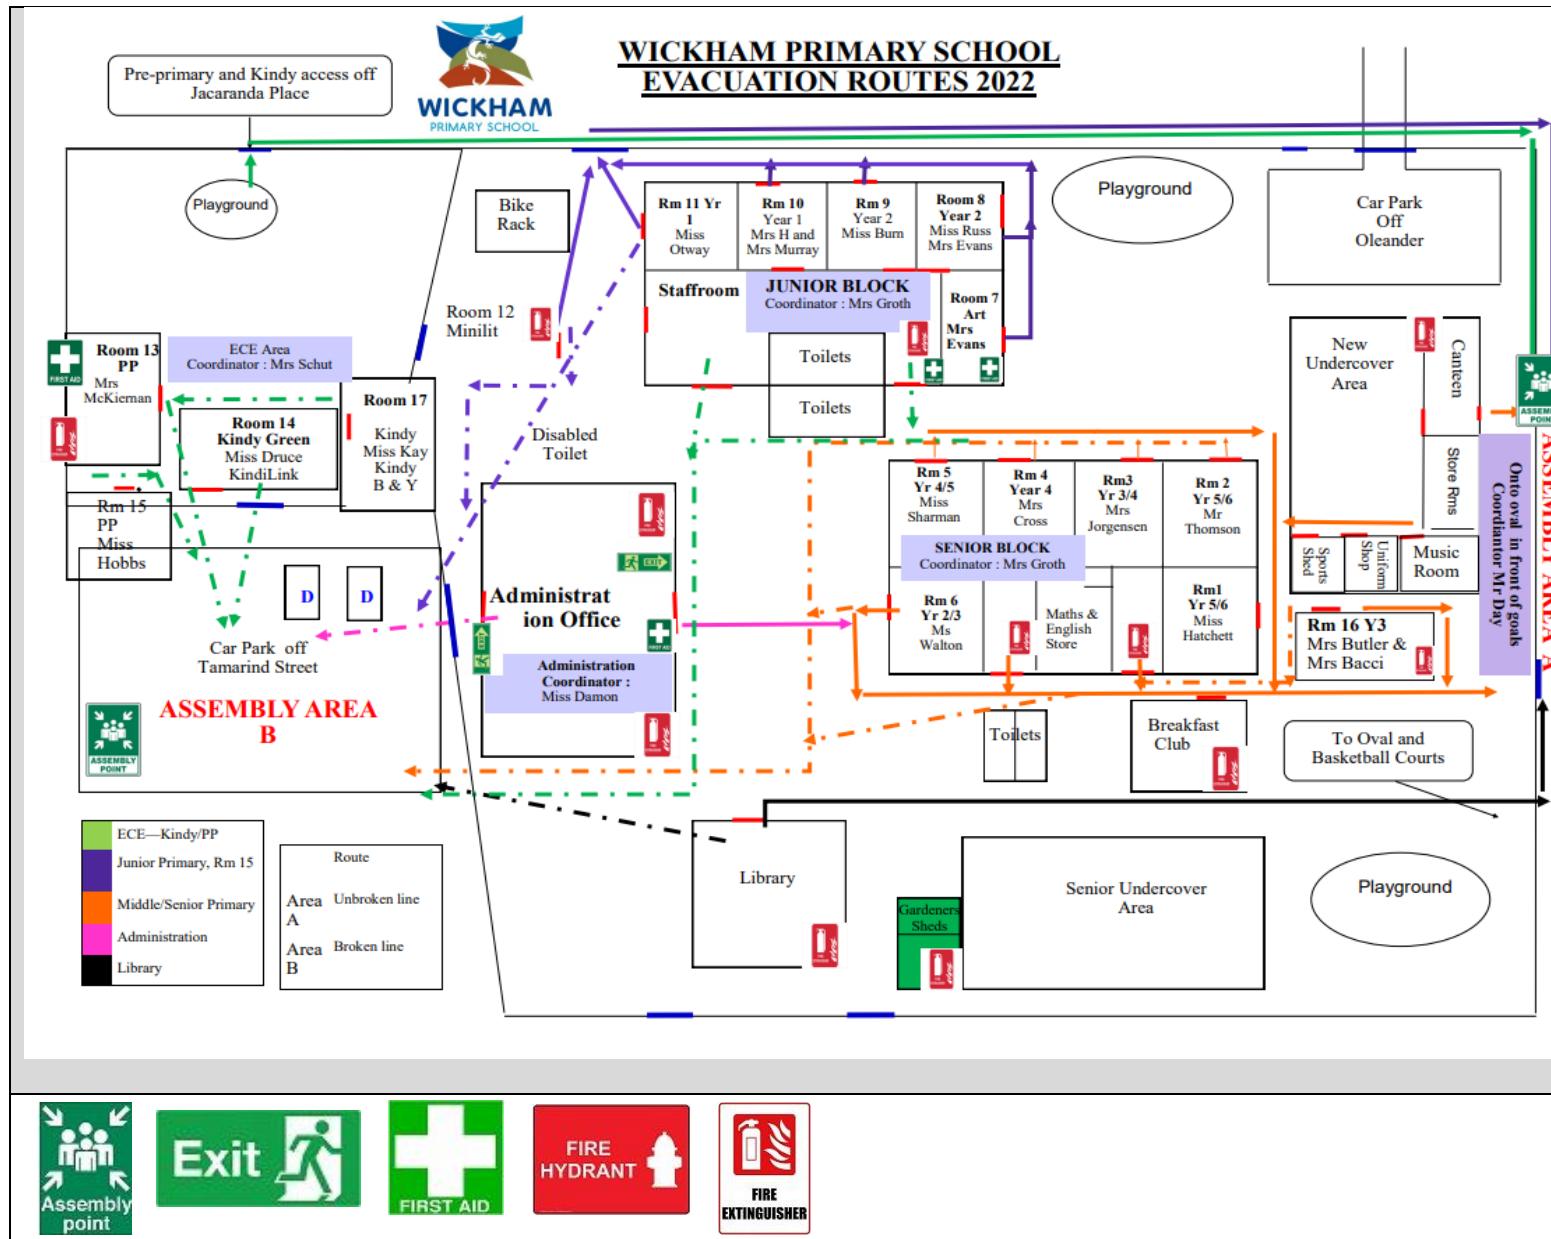 WICKHAM PRIMARY SCHOOL
EVACUATION ROUTES 2022
Pre-primary and Kindy access off
Jacaranda Place
WICKHAM
PRIMARY SCHOOL
Playground
Bike
Rack
Rm 11 Yr
1
Miss
Otway
Rm 10
Year 1
Mrs H and
Mrs Murray
Rm 9
Year 2
Miss Burn
Room 8
Year 2
Miss Russ
Mrs Evans
Playground
Car Park
Off
Oleander
Staffroom
JUNIOR BLOCK
Coordinator : Mrs Groth
Room 7
Art
Mrs
Evans
Room 12
Minilit
Toilets
Toilets
FIRST AID
Room 13
PP
Mrs
McKiernan
ECE Area
Coordinator : Mrs Schut
Room 14
Kindy Green
Miss Druce
KindiLink
Room 17
Kindy
Miss Kay
Kindy
B & Y
Disabled
Toilet
New
Undercover
Area
Canteen
Store Rms
ASSEMBLY
POINT
ASSEMBLY AREA A
Onto oval in front of goals
Coordiantor Mr Day
Rm 15
PP
Miss
Hobbs
Rm 5
Yr 4/5
Miss
Sharman
Rm 4
Year 4
Mrs
Cross
Rm3
Yr 3/4
Mrs
Jorgensen
Rm 2
Yr 5/6
Mr
Thomson
SENIOR BLOCK
Coordinator : Mrs Groth
Sports
Shed
Uniform
Shop
Music
Room
D
D
EXIT
Administrat
ion Office
Rm 6
Yr 2/3
Ms
Walton
Maths &
English
Store
Rm1
Yr 5/6
Miss
Hatchett
Rm 16 Y3
Mrs Butler &
Mrs Bacci
Car Park off
Tamarind Street
Administration
Coordinator :
Miss Damon
ASSEMBLY AREA
B
ASSEMBLY
POINT
Toilets
Breakfast
Club
To Oval and
Basketball Courts
ECE—Kindy/PP
Junior Primary, Rm 15
Middle/Senior Primary
Administration
Library
Route
Area
A
Unbroken line
Area
B
Broken line
Library
Gardeners
Sheds
Senior Undercover
Area
Playground
Assembly
point
Exit
FIRST AID
FIRE
HYDRANT
FIRE
EXTINGUISHER